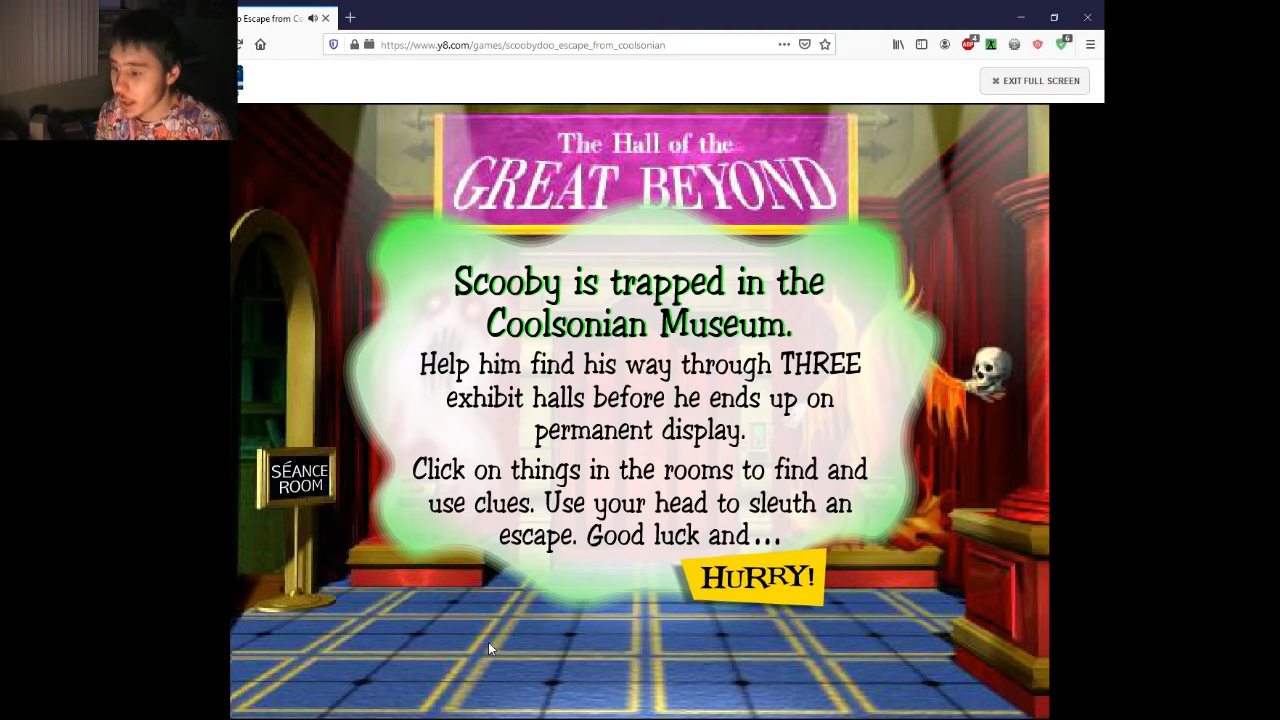 o Escape from Co
https://www.y8.com/games/scoobydoo_escape_from_coolsonian
4
6
EXIT FULL SCREEN
The Hall of the
GREAT BEYOND
Scooby is trapped in the
Coolsonian Museum.
Help him find his way through THREE
exhibit halls before he ends up on
permanent display.
Click on things in the rooms to find and
use clues. Use your head to sleuth an
escape. Good luck and...
HURRY!
SÉANCE
ROOM